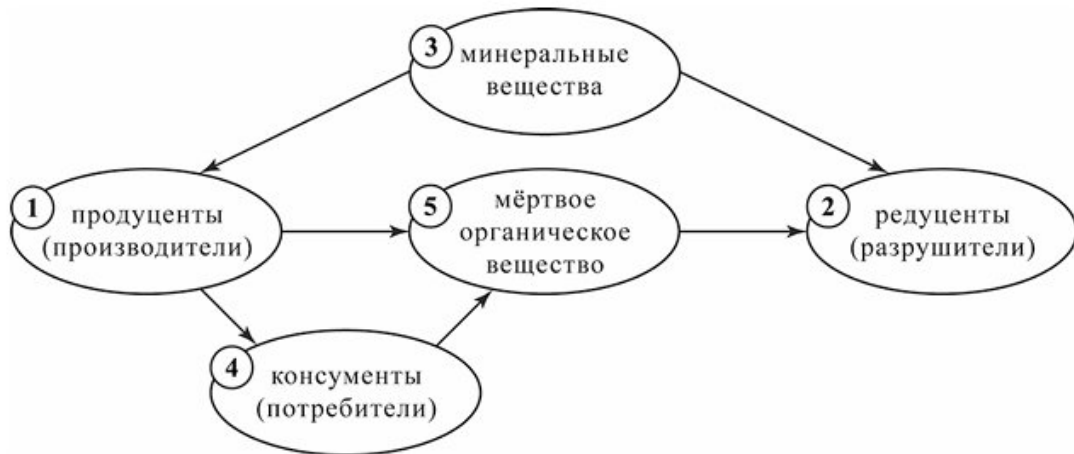 3
минеральные
вещества
1
продуценты
(производители)
5
мёртвое
органическое
вещество
2
редуценты
(разрушители)
4
консументы
(потребители)